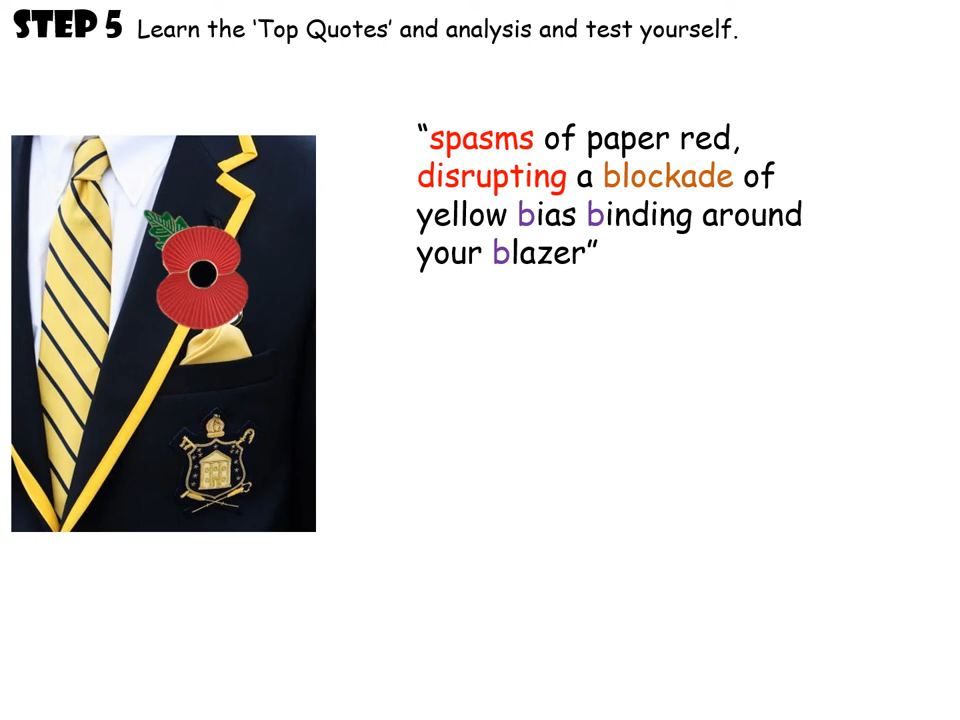 STEP 5 Learn the ‘Top Quotes’ and analysis and test yourself.
“spasms of paper red,
disrupting a blockade of
yellow bias binding around
your blazer”